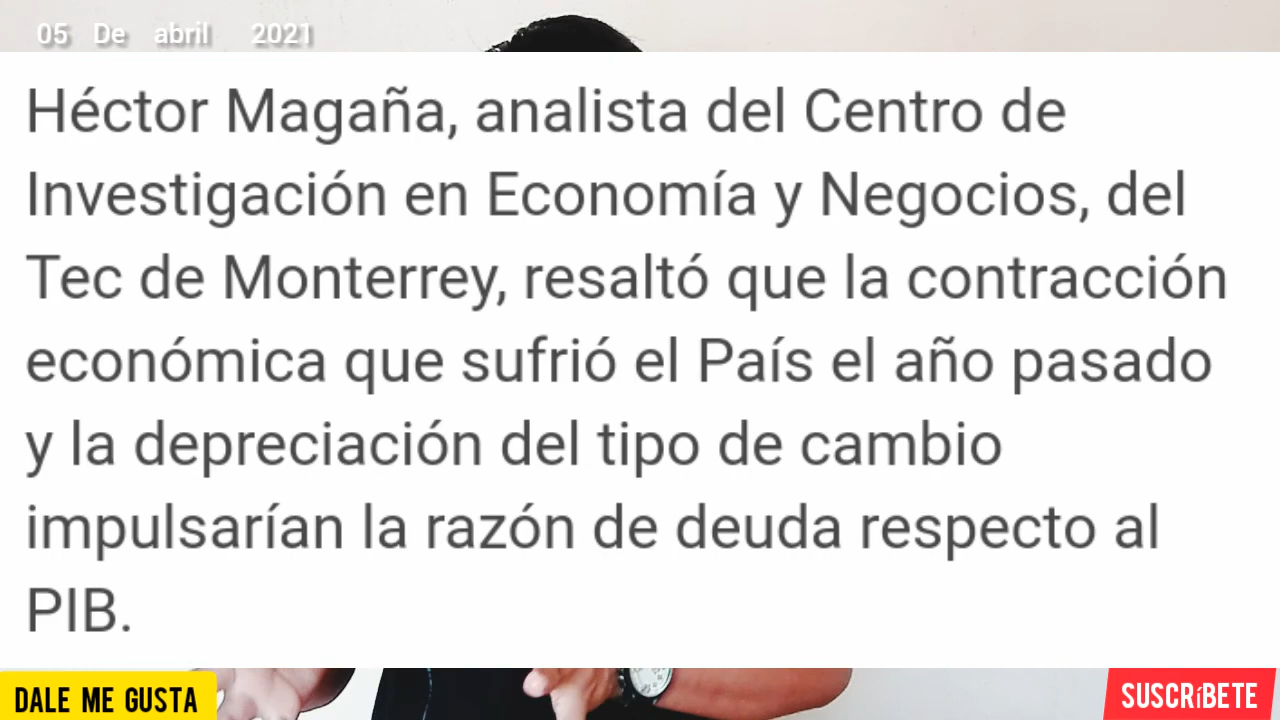 05 De abril 2021
Héctor Magaña, analista del Centro de
Investigación en Economía y Negocios, del
Tec de Monterrey, resaltó que la contracción
económica que sufrió el País el año pasado
y la depreciación del tipo de cambio
impulsarían la razón de deuda respecto al
PIB.
DALE ME GUSTA
SUSCRíBETE